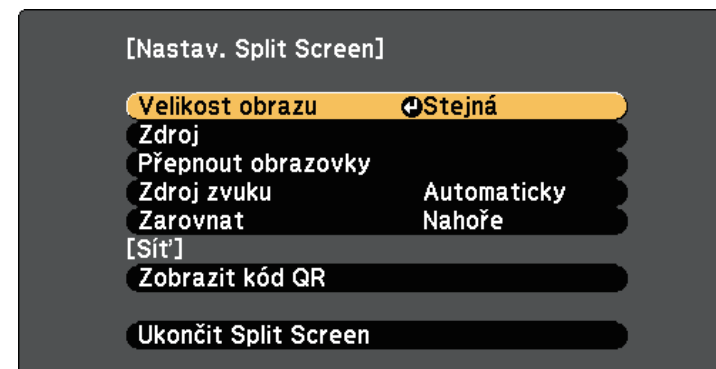 [Nastav. Split Screen]
Velikost obrazu Stejná
Zdroj
Přepnout obrazovky
Zdroj zvuku Automaticky
Zarovnat Nahoře
[Síť]
Zobrazit kód QR
Ukončit Split Screen